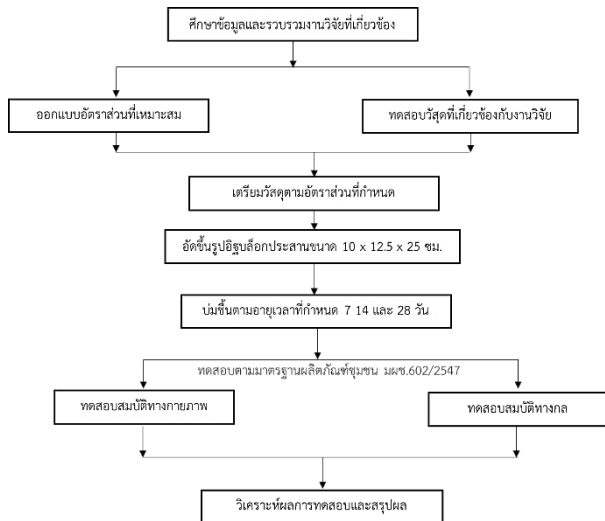 ศึกษาข้อมูลและรวบรวมงานวิจัยที่เกี่ยวข้อง
ออกแบบอัตราส่วนที่เหมาะสม
ทดสอบวัสุดที่เกี่ยวข้องกับงานวิจัย
เตรียมวัสดุตามอัตราส่วนที่กำหนด
อัดขึ้นรูปอิฐบล็อกประสานขนาด 10 x 12.5 x 25 ซม.
บ่มชื้นตามอายุเวลาที่กำหนด 7 14 และ 28 วัน
ทดสอบตามมาตรฐานผลิตภัณฑ์ชุมชน มผช.602/2547
ทดสอบสมบัติทางกายภาพ
ทดสอบสมบัติทางกล
วิเคราะห์ผลการทดสอบและสรุปผล